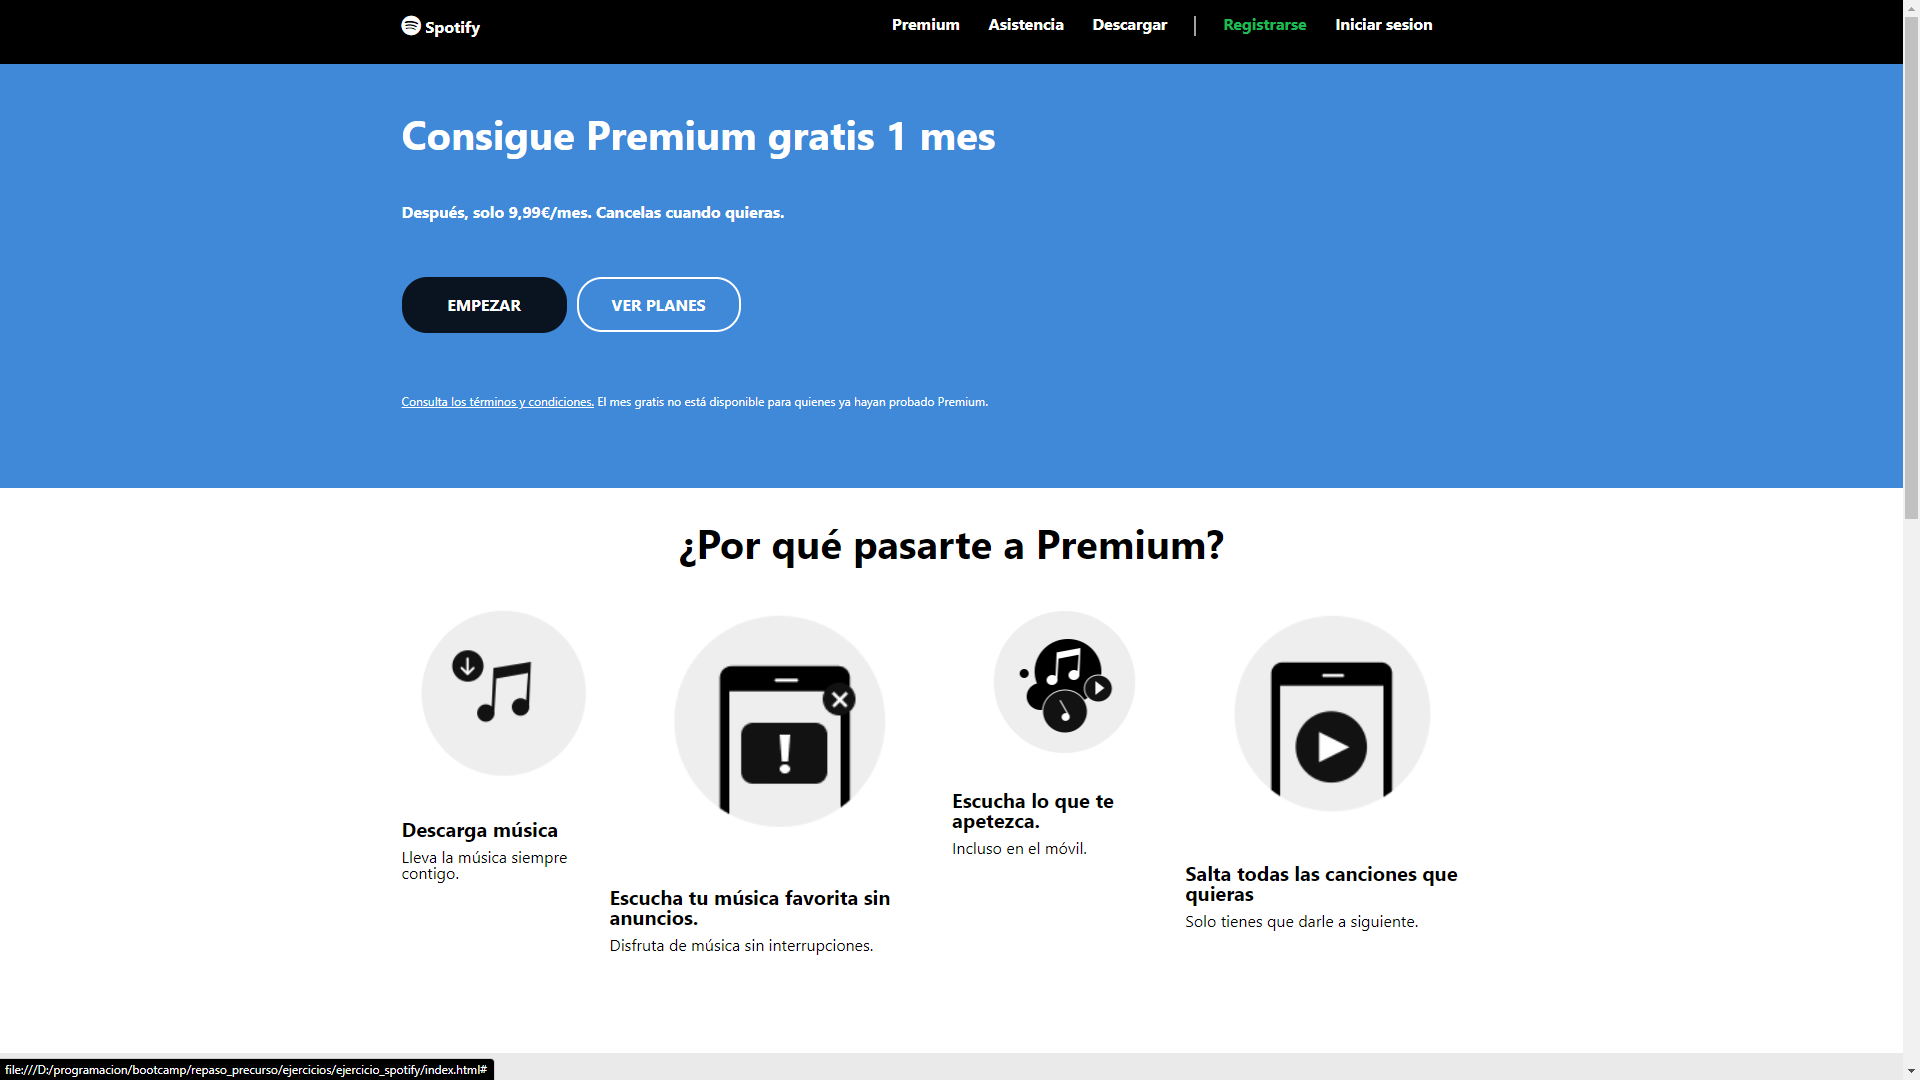 Spotify
Premium Asistencia Descargar | Registrarse Iniciar sesion
Consigue Premium gratis 1 mes
Después, solo 9,99€/mes. Cancelas cuando quieras.
EMPEZAR VER PLANES
Consulta los términos y condiciones. El mes gratis no está disponible para quienes ya hayan probado Premium.
¿Por qué pasarte a Premium?
Descarga música
Lleva la música siempre
contigo.
Escucha tu música favorita sin
anuncios.
Disfruta de música sin interrupciones.
Escucha lo que te
apetezca.
Incluso en el móvil.
Salta todas las canciones que
quieras
Solo tienes que darle a siguiente.
file:///D:/programacion/bootcamp/repaso_precurso/ejercicios/ejercicio_spotify/index.html#